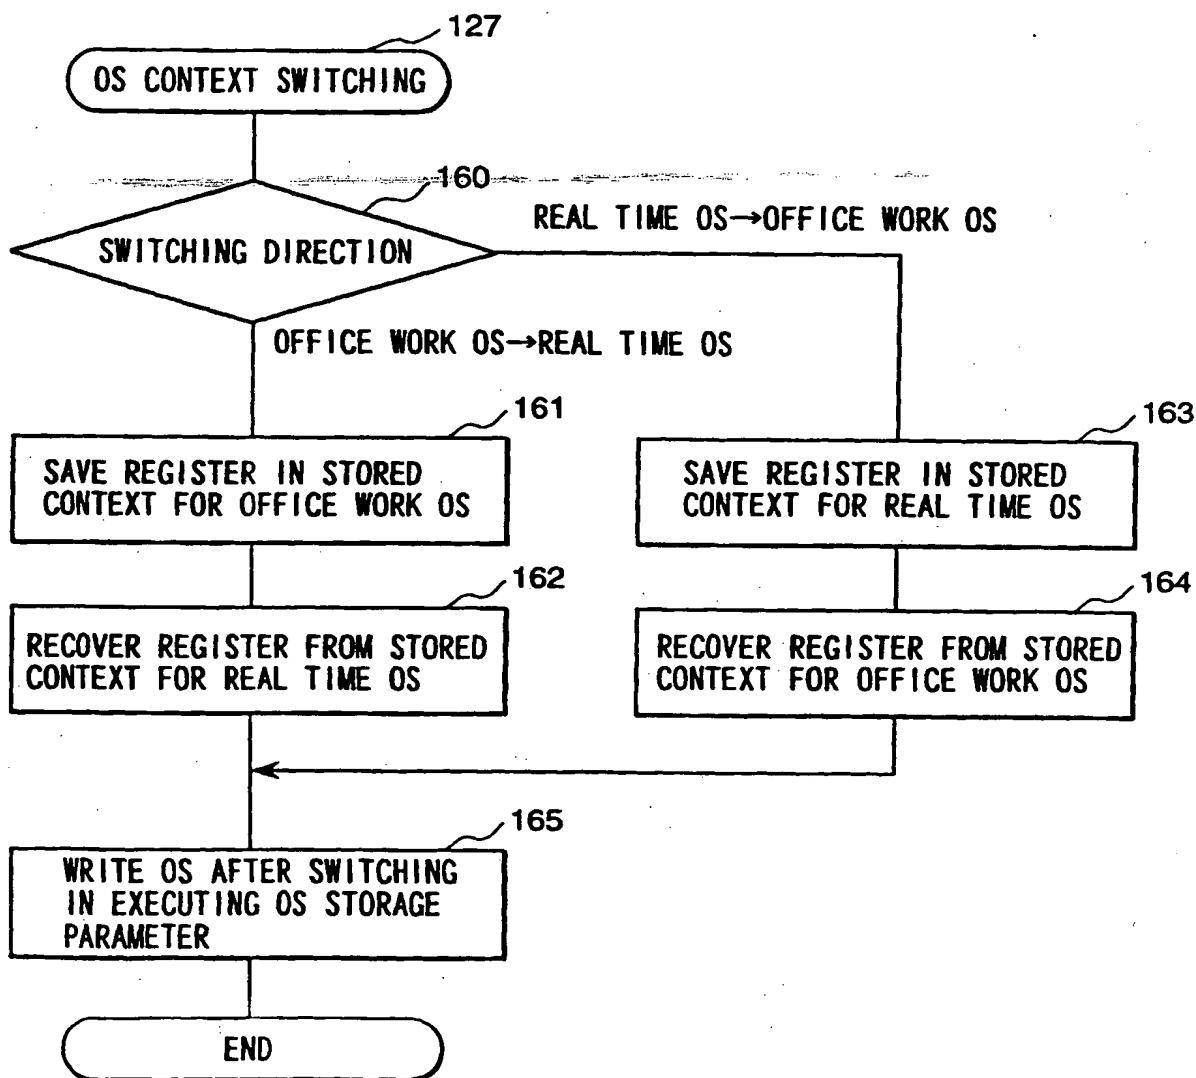 127
OS CONTEXT SWITCHING
160
REAL TIME OS→OFFICE WORK OS
SWITCHING DIRECTION
OFFICE WORK OS→REAL TIME OS
161
SAVE REGISTER IN STORED
CONTEXT FOR OFFICE WORK OS
163
SAVE REGISTER IN STORED
CONTEXT FOR REAL TIME OS
162
RECOVER REGISTER FROM STORED
CONTEXT FOR REAL TIME OS
164
RECOVER REGISTER FROM STORED
CONTEXT FOR OFFICE WORK OS
165
WRITE OS AFTER SWITCHING
IN EXECUTING OS STORAGE
PARAMETER
END